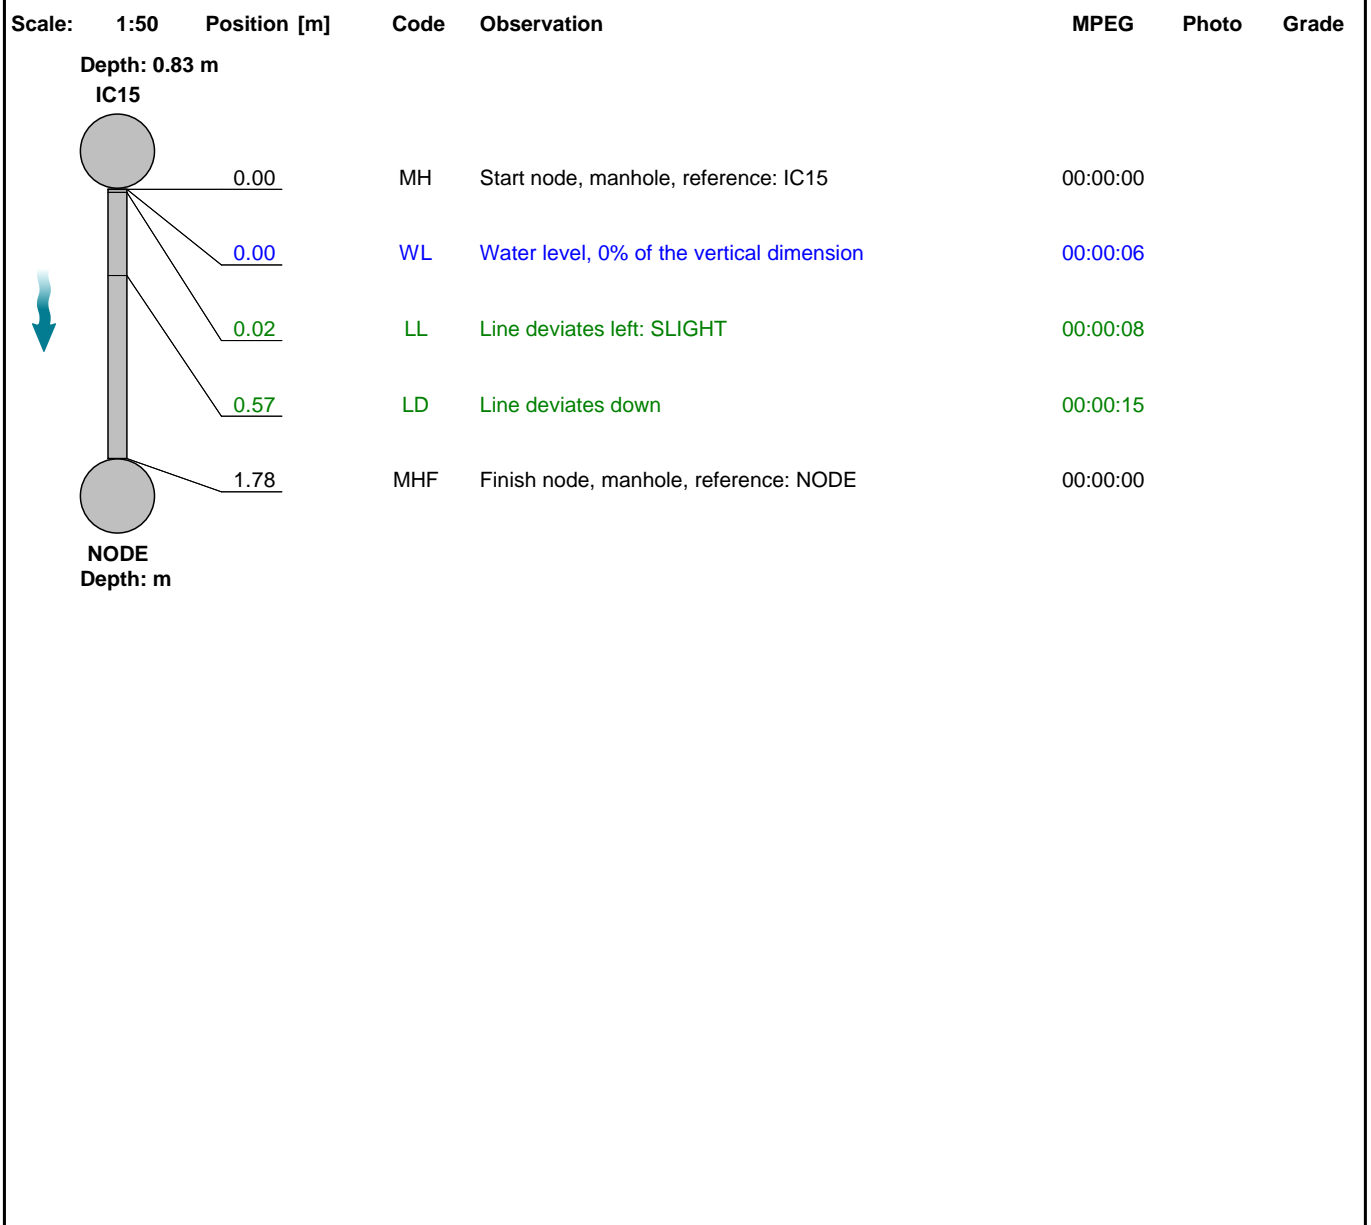 Scale: 1:50 Position [m] Code Observation MPEG Photo Grade
Depth: 0.83 m
IC15
0.00 MH Start node, manhole, reference: IC15 00:00:00
0.00 WL Water level, 0% of the vertical dimension 00:00:06
0.02 LL Line deviates left: SLIGHT 00:00:08
0.57 LD Line deviates down 00:00:15
1.78 MHF Finish node, manhole, reference: NODE 00:00:00
NODE
Depth: m